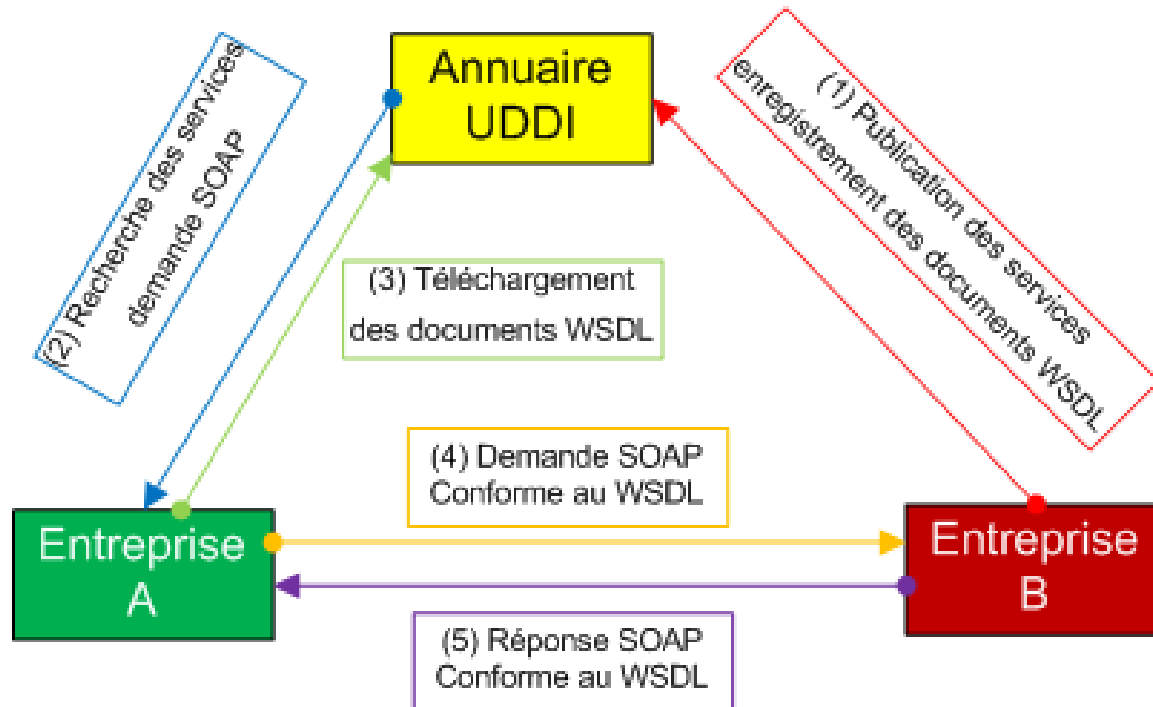 Annuaire
UDDI
(1) Publication des services
enregistrement des documents WSDL
(2) Recherche des services
demande SOAP
(3) Téléchargement
des documents WSDL
(4) Demande SOAP
Conforme au WSDL
Entreprise
A
Entreprise
B
(5) Réponse SOAP
Conforme au WSDL